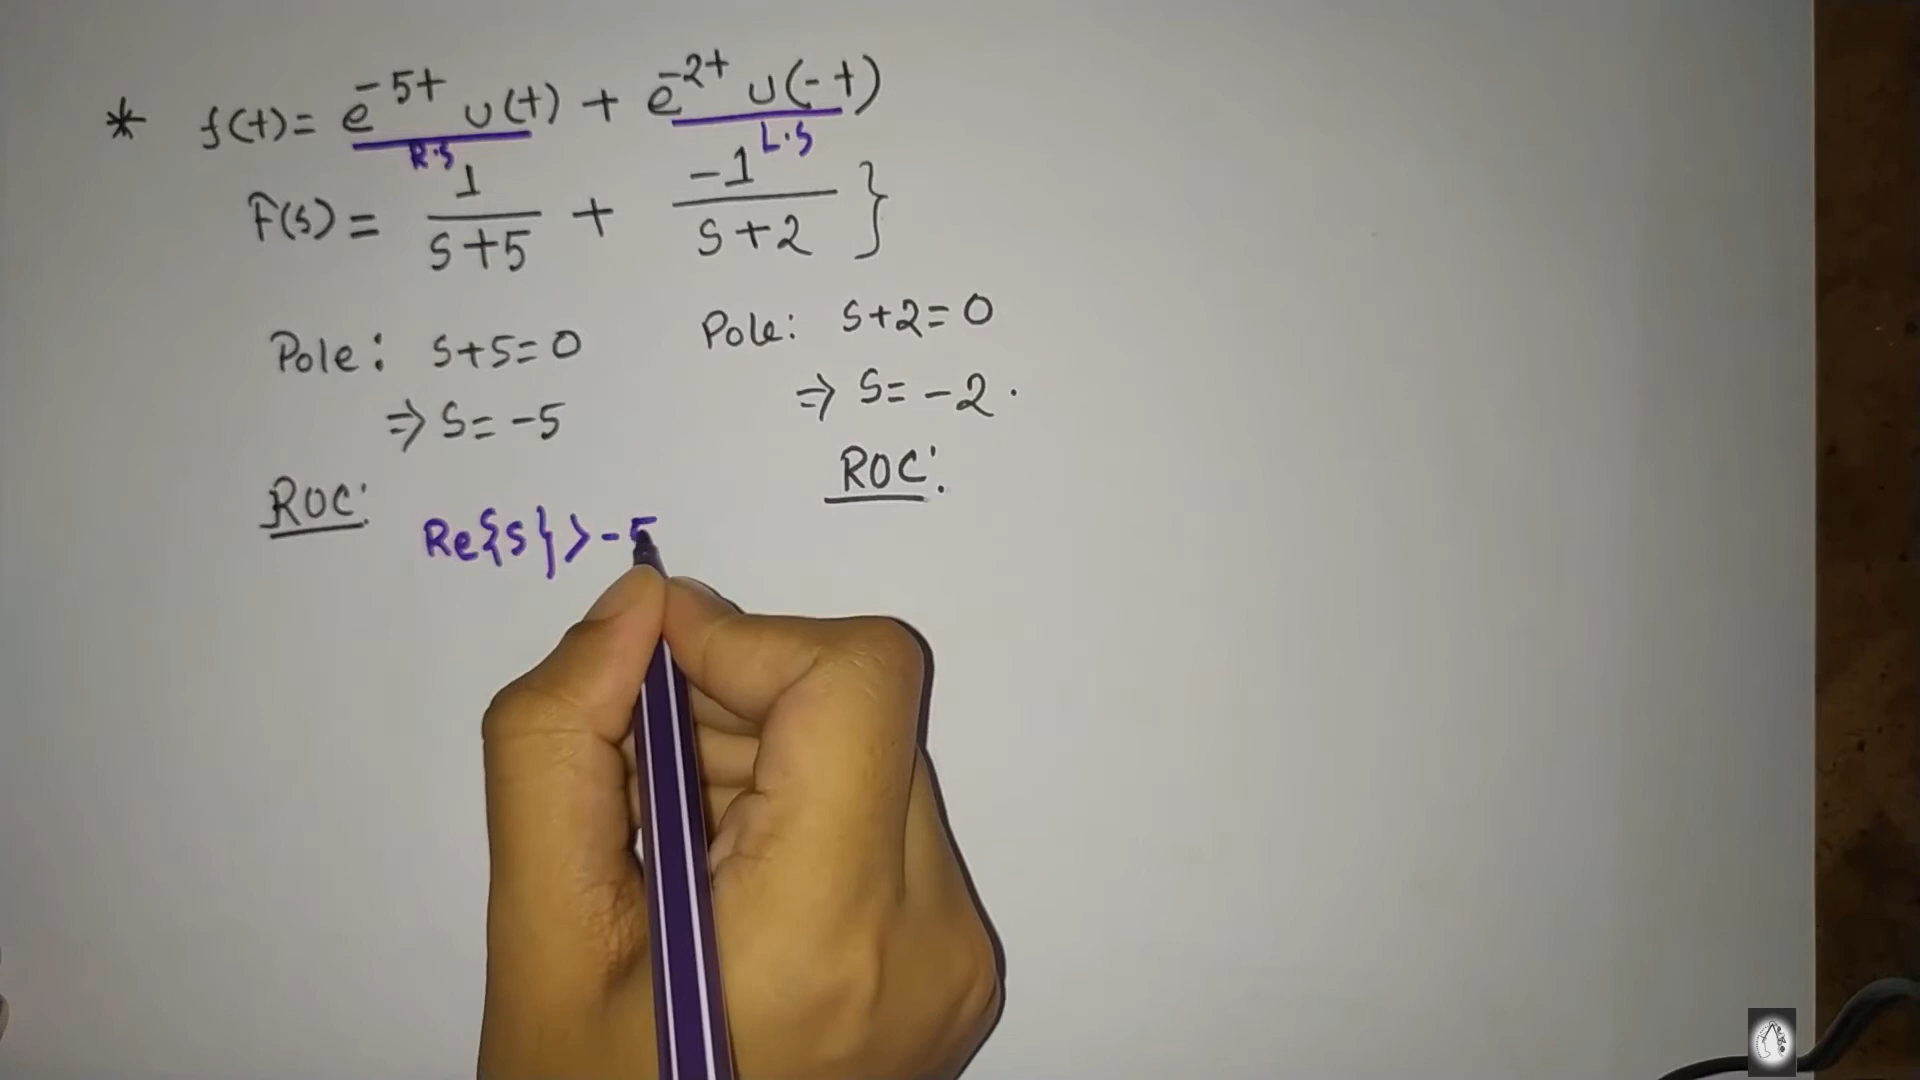 * f(t)= e^-5t u(t) + e^-2t u(-t)
R.S L.S
F(s)= 1/(s+5) + -1/(s+2) }
Pole: s+5=0 Pole: s+2=0
⇒ s= -5 ⇒ s= -2.
ROC: Re{s} > -5 ROC: